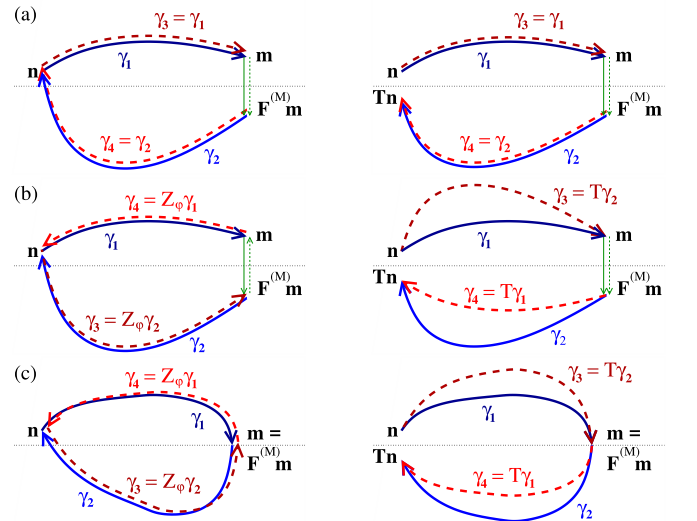 (a)
γ₃ = γ₁
γ₃ = γ₁
n
γ₁
m
n
γ₁
m
Tn
F⁽ᴹ⁾m
F⁽ᴹ⁾m
γ₄ = γ₂
γ₂
γ₄ = γ₂
γ₂
(b)
γ₄ = Zφγ₁
γ₃ = Tγ₂
n
γ₁
m
n
γ₁
m
Tn
F⁽ᴹ⁾m
F⁽ᴹ⁾m
γ₃ = Zφγ₂
γ₂
γ₄ = Tγ₁
γ₂
(c)
γ₄ = Zφγ₁
γ₃ = Tγ₂
γ₁
γ₁
n
m =
n
m =
Tn
F⁽ᴹ⁾m
F⁽ᴹ⁾m
γ₂
γ₃ = Zφγ₂
γ₄ = Tγ₁
γ₂